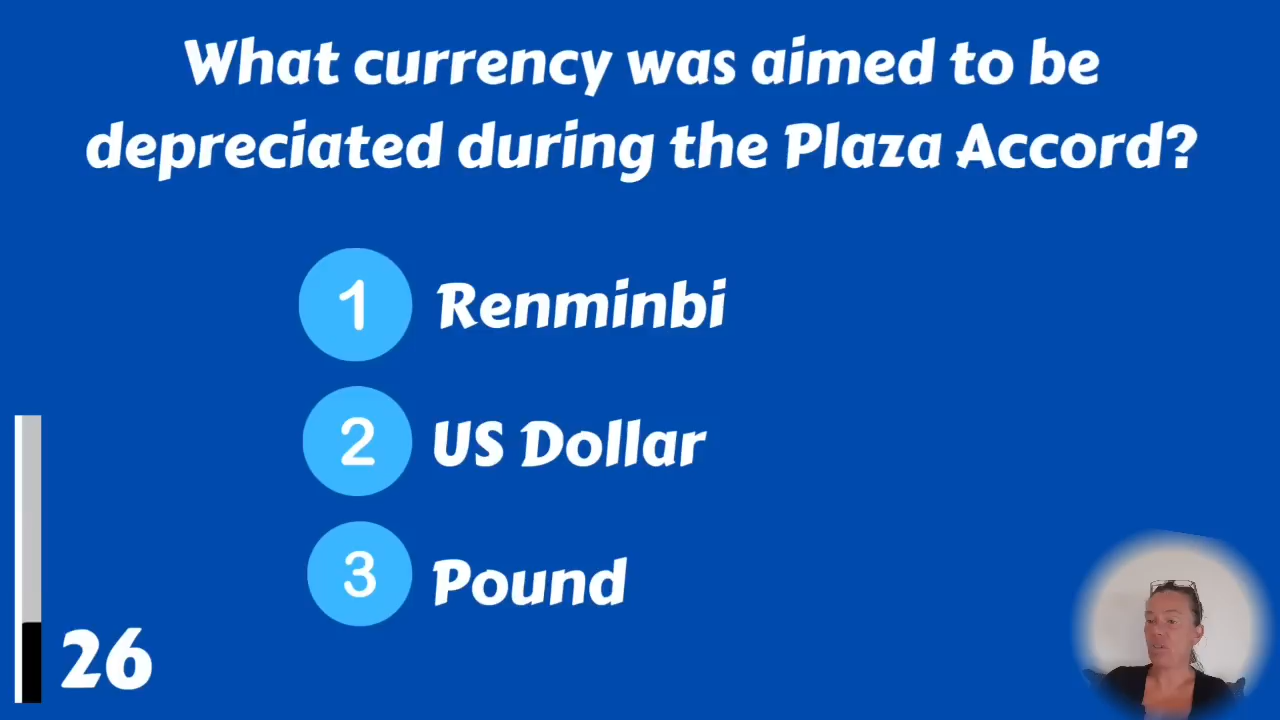 What currency was aimed to be
depreciated during the Plaza Accord?
1 Renminbi
2 US Dollar
3 Pound
26